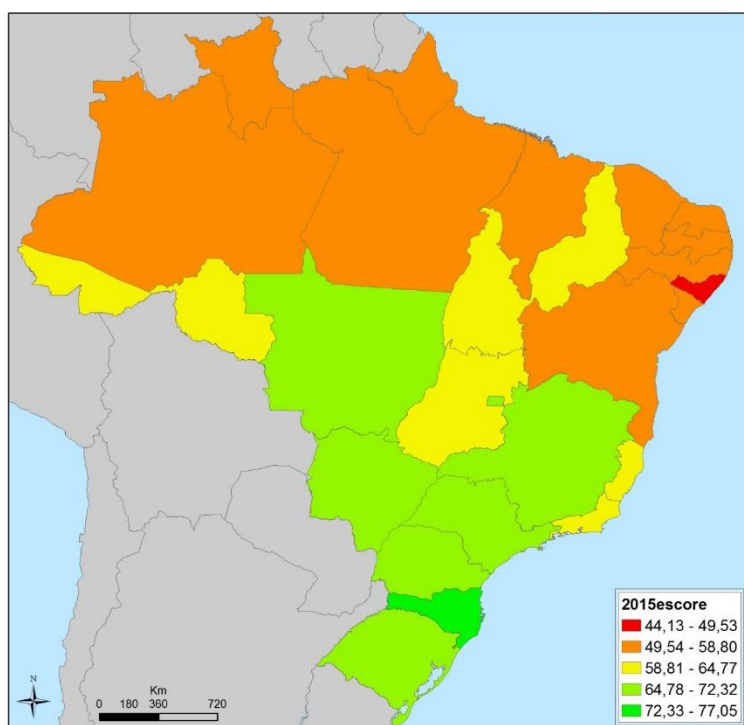 2015escore
44,13 - 49,53
49,54 - 58,80
58,81 - 64,77
64,78 - 72,32
72,33 - 77,05
N
Km
0 180 360 720